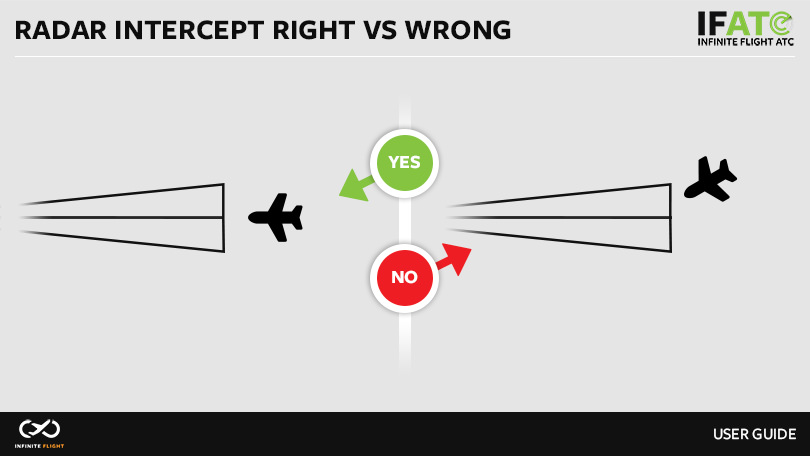 RADAR INTERCEPT RIGHT VS WRONG
IFATC
INFINITE FLIGHT ATC
YES
NO
INFINITE FLIGHT
USER GUIDE